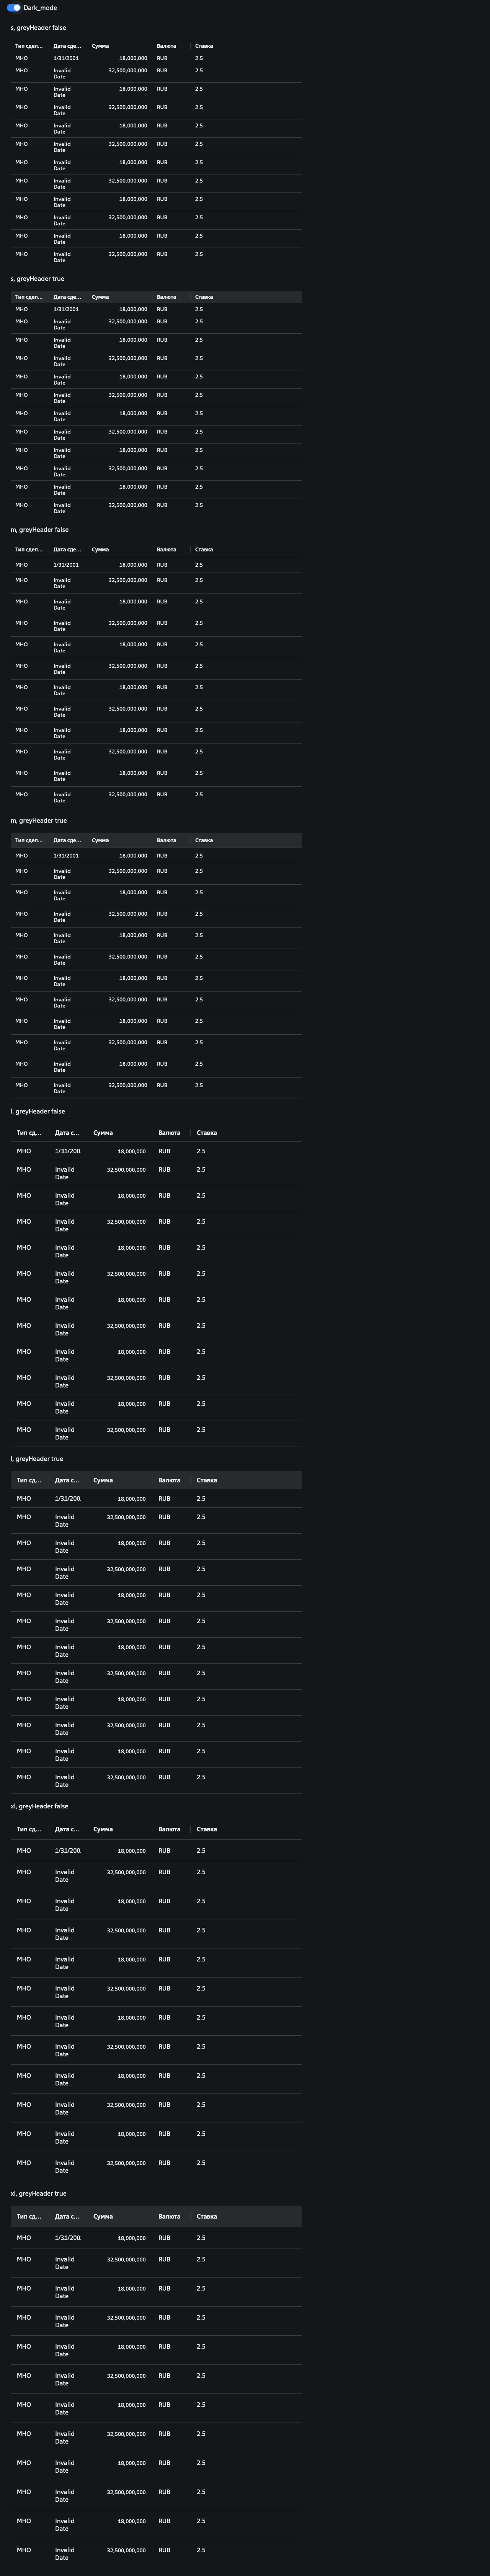 Dark_mode
s, greyHeader false
Тип сдел... Дата сде... Сумма Валюта Ставка
МНО 1/31/2001 18,000,000 RUB 2.5
МНО Invalid 32,500,000,000 RUB 2.5
Date
МНО Invalid 18,000,000 RUB 2.5
Date
МНО Invalid 32,500,000,000 RUB 2.5
Date
МНО Invalid 18,000,000 RUB 2.5
Date
МНО Invalid 32,500,000,000 RUB 2.5
Date
МНО Invalid 18,000,000 RUB 2.5
Date
МНО Invalid 32,500,000,000 RUB 2.5
Date
МНО Invalid 18,000,000 RUB 2.5
Date
МНО Invalid 32,500,000,000 RUB 2.5
Date
МНО Invalid 18,000,000 RUB 2.5
Date
МНО Invalid 32,500,000,000 RUB 2.5
Date
s, greyHeader true
Тип сдел... Дата сде... Сумма Валюта Ставка
МНО 1/31/2001 18,000,000 RUB 2.5
МНО Invalid 32,500,000,000 RUB 2.5
Date
МНО Invalid 18,000,000 RUB 2.5
Date
МНО Invalid 32,500,000,000 RUB 2.5
Date
МНО Invalid 18,000,000 RUB 2.5
Date
МНО Invalid 32,500,000,000 RUB 2.5
Date
МНО Invalid 18,000,000 RUB 2.5
Date
МНО Invalid 32,500,000,000 RUB 2.5
Date
МНО Invalid 18,000,000 RUB 2.5
Date
МНО Invalid 32,500,000,000 RUB 2.5
Date
МНО Invalid 18,000,000 RUB 2.5
Date
МНО Invalid 32,500,000,000 RUB 2.5
Date
m, greyHeader false
Тип сдел... Дата сде... Сумма Валюта Ставка
МНО 1/31/2001 18,000,000 RUB 2.5
МНО Invalid 32,500,000,000 RUB 2.5
Date
МНО Invalid 18,000,000 RUB 2.5
Date
МНО Invalid 32,500,000,000 RUB 2.5
Date
МНО Invalid 18,000,000 RUB 2.5
Date
МНО Invalid 32,500,000,000 RUB 2.5
Date
МНО Invalid 18,000,000 RUB 2.5
Date
МНО Invalid 32,500,000,000 RUB 2.5
Date
МНО Invalid 18,000,000 RUB 2.5
Date
МНО Invalid 32,500,000,000 RUB 2.5
Date
МНО Invalid 18,000,000 RUB 2.5
Date
МНО Invalid 32,500,000,000 RUB 2.5
Date
m, greyHeader true
Тип сдел... Дата сде... Сумма Валюта Ставка
МНО 1/31/2001 18,000,000 RUB 2.5
МНО Invalid 32,500,000,000 RUB 2.5
Date
МНО Invalid 18,000,000 RUB 2.5
Date
МНО Invalid 32,500,000,000 RUB 2.5
Date
МНО Invalid 18,000,000 RUB 2.5
Date
МНО Invalid 32,500,000,000 RUB 2.5
Date
МНО Invalid 18,000,000 RUB 2.5
Date
МНО Invalid 32,500,000,000 RUB 2.5
Date
МНО Invalid 18,000,000 RUB 2.5
Date
МНО Invalid 32,500,000,000 RUB 2.5
Date
МНО Invalid 18,000,000 RUB 2.5
Date
МНО Invalid 32,500,000,000 RUB 2.5
Date
l, greyHeader false
Тип сд... Дата с... Сумма Валюта Ставка
МНО 1/31/200 18,000,000 RUB 2.5
МНО Invalid 32,500,000,000 RUB 2.5
Date
МНО Invalid 18,000,000 RUB 2.5
Date
МНО Invalid 32,500,000,000 RUB 2.5
Date
МНО Invalid 18,000,000 RUB 2.5
Date
МНО Invalid 32,500,000,000 RUB 2.5
Date
МНО Invalid 18,000,000 RUB 2.5
Date
МНО Invalid 32,500,000,000 RUB 2.5
Date
МНО Invalid 18,000,000 RUB 2.5
Date
МНО Invalid 32,500,000,000 RUB 2.5
Date
МНО Invalid 18,000,000 RUB 2.5
Date
МНО Invalid 32,500,000,000 RUB 2.5
Date
l, greyHeader true
Тип сд... Дата с... Сумма Валюта Ставка
МНО 1/31/200 18,000,000 RUB 2.5
МНО Invalid 32,500,000,000 RUB 2.5
Date
МНО Invalid 18,000,000 RUB 2.5
Date
МНО Invalid 32,500,000,000 RUB 2.5
Date
МНО Invalid 18,000,000 RUB 2.5
Date
МНО Invalid 32,500,000,000 RUB 2.5
Date
МНО Invalid 18,000,000 RUB 2.5
Date
МНО Invalid 32,500,000,000 RUB 2.5
Date
МНО Invalid 18,000,000 RUB 2.5
Date
МНО Invalid 32,500,000,000 RUB 2.5
Date
МНО Invalid 18,000,000 RUB 2.5
Date
МНО Invalid 32,500,000,000 RUB 2.5
Date
xl, greyHeader false
Тип сд... Дата с... Сумма Валюта Ставка
МНО 1/31/200 18,000,000 RUB 2.5
МНО Invalid 32,500,000,000 RUB 2.5
Date
МНО Invalid 18,000,000 RUB 2.5
Date
МНО Invalid 32,500,000,000 RUB 2.5
Date
МНО Invalid 18,000,000 RUB 2.5
Date
МНО Invalid 32,500,000,000 RUB 2.5
Date
МНО Invalid 18,000,000 RUB 2.5
Date
МНО Invalid 32,500,000,000 RUB 2.5
Date
МНО Invalid 18,000,000 RUB 2.5
Date
МНО Invalid 32,500,000,000 RUB 2.5
Date
МНО Invalid 18,000,000 RUB 2.5
Date
МНО Invalid 32,500,000,000 RUB 2.5
Date
xl, greyHeader true
Тип сд... Дата с... Сумма Валюта Ставка
МНО 1/31/200 18,000,000 RUB 2.5
МНО Invalid 32,500,000,000 RUB 2.5
Date
МНО Invalid 18,000,000 RUB 2.5
Date
МНО Invalid 32,500,000,000 RUB 2.5
Date
МНО Invalid 18,000,000 RUB 2.5
Date
МНО Invalid 32,500,000,000 RUB 2.5
Date
МНО Invalid 18,000,000 RUB 2.5
Date
МНО Invalid 32,500,000,000 RUB 2.5
Date
МНО Invalid 18,000,000 RUB 2.5
Date
МНО Invalid 32,500,000,000 RUB 2.5
Date
МНО Invalid 18,000,000 RUB 2.5
Date
МНО Invalid 32,500,000,000 RUB 2.5
Date